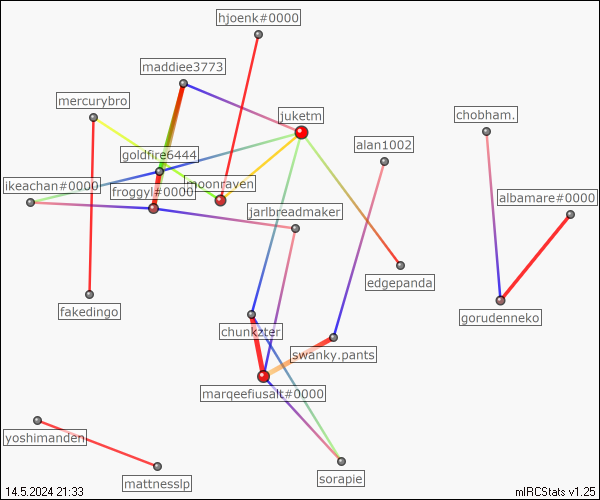 hjoenk#0000
maddiee3773
mercurybro
juketm
chobham.
alan1002
goldfire6444
ikeachan#0000
moonraven
froggyl#0000
albamare#0000
jarlbreadmaker
edgepanda
fakedingo
gorudenneko
chunkzter
swanky.pants
marqeefiusalt#0000
yoshimanden
mattnesslp
sorapie
14.5.2024 21:33
mIRCStats v1.25